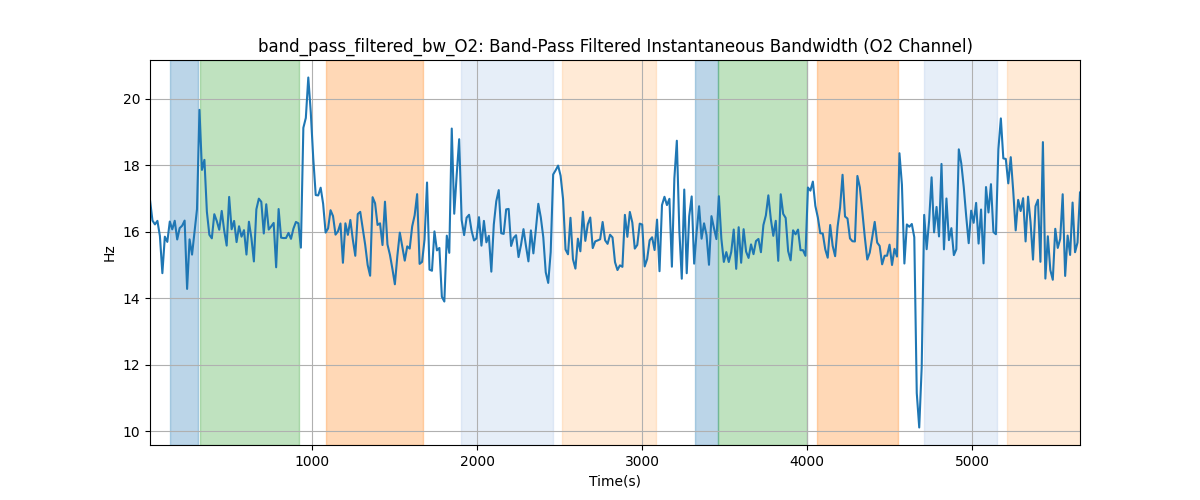 band_pass_filtered_bw_O2: Band-Pass Filtered Instantaneous Bandwidth (O2 Channel)
20
18
16
14
12
10
Hz
1000 2000 3000 4000 5000
Time(s)